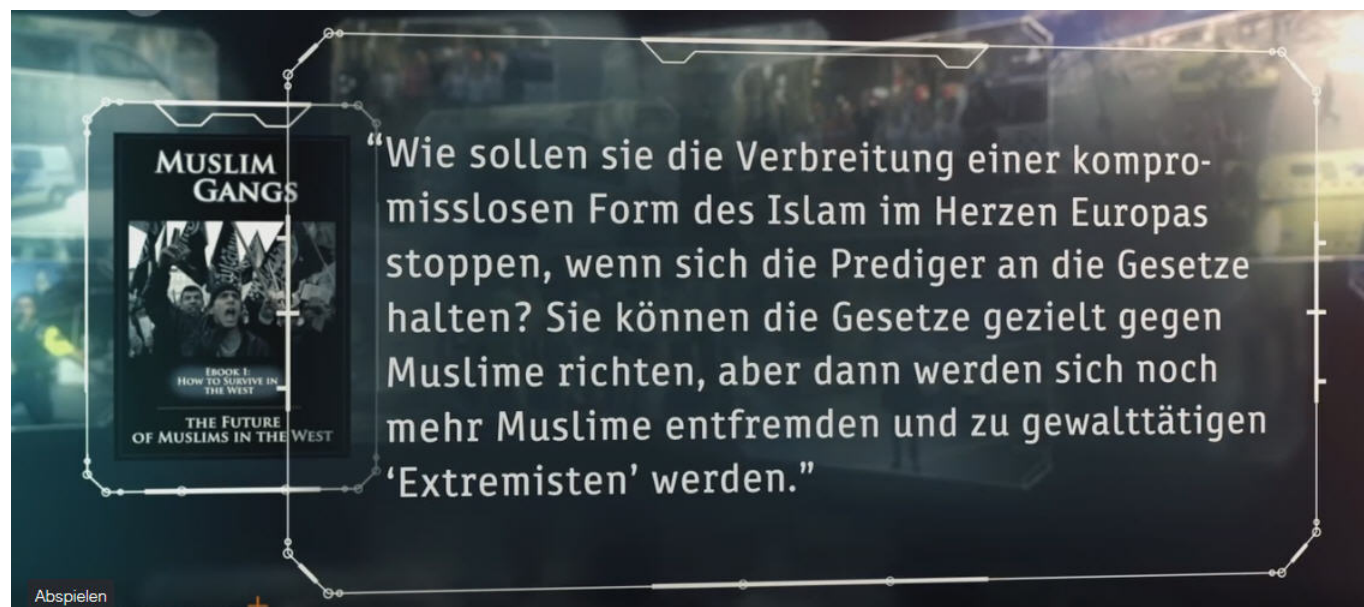 MUSLIM
GANGS
EBOOK 1:
HOW TO SURVIVE IN
THE WEST
THE FUTURE
OF MUSLIMS IN THE WEST
“Wie sollen sie die Verbreitung einer kompro-
misslosen Form des Islam im Herzen Europas
stoppen, wenn sich die Prediger an die Gesetze
halten? Sie können die Gesetze gezielt gegen
Muslime richten, aber dann werden sich noch
mehr Muslime entfremden und zu gewalttätigen
‘Extremisten’ werden.”
Abspielen